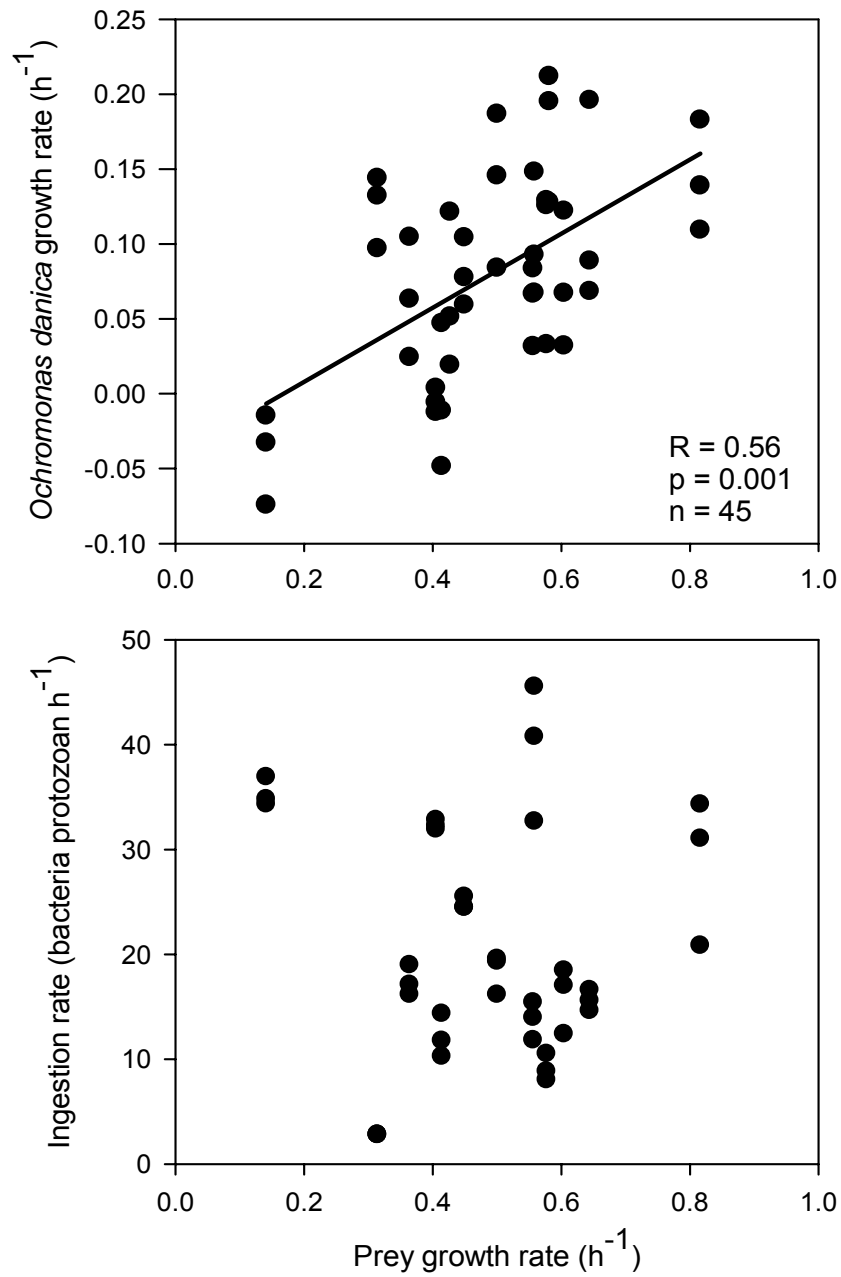 Ochromonas danica growth rate (h-1)
0.25
0.20
0.15
0.10
0.05
0.00
-0.05
-0.10
R = 0.56
p = 0.001
n = 45
0.0 0.2 0.4 0.6 0.8 1.0
Ingestion rate (bacteria protozoan h-1)
50
40
30
20
10
0
0.0 0.2 0.4 0.6 0.8 1.0
Prey growth rate (h-1)